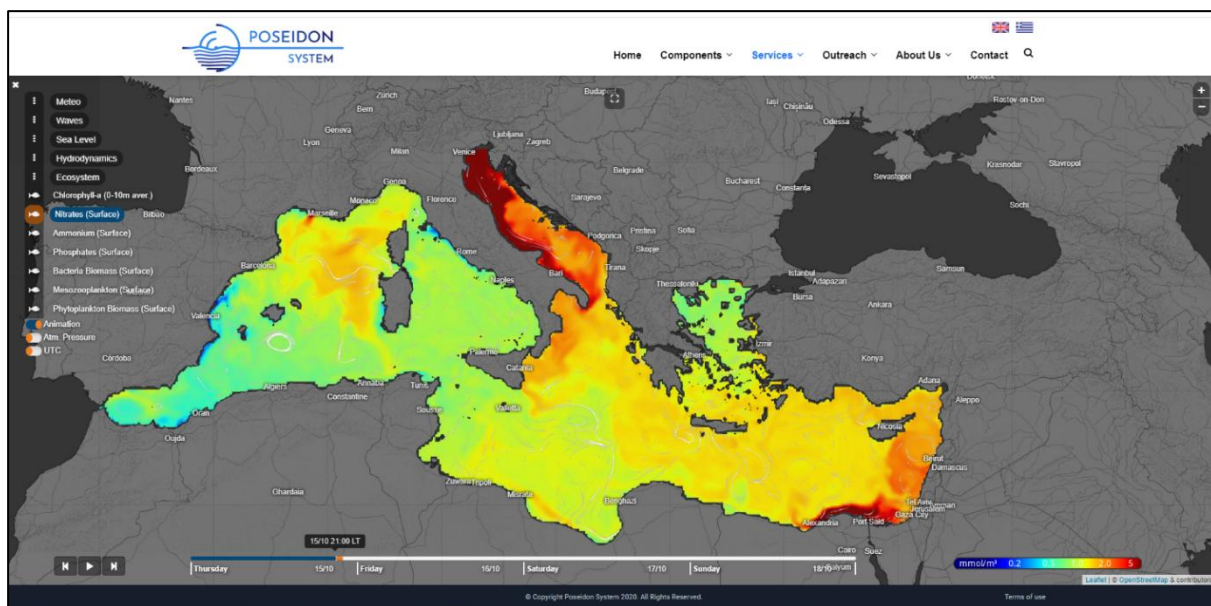 POSEIDON
SYSTEM
Home Components Services Outreach About Us Contact
Meteo
Waves
Sea Level
Hydrodynamics
Ecosystem
Chlorophyll-a (0-10m aver.)
Nitrates (Surface)
Ammonium (Surface)
Phosphates (Surface)
Bacteria Biomass (Surface)
Mesozooplankton (Surface)
Phytoplankton Biomass (Surface)
Animation
Atm. Pressure
UTC
Nantes
Zürich
Bern
Budapest
Iași
Chișinău
Odessa
Rostov-on-Don
Geneva
Lyon
Milan
Venice
Ljubljana
Zagreb
Bordeaux
Genoa
Belgrade
Bucharest
Constanta
Sevastopol
Krasnodar
Stavropol
Sochi
Bilbao
Marseille
Monaco
Florence
Sarajevo
Podgorica
Pristina
Sofia
Skopje
Rome
Barcelona
Bari
Tirana
Naples
Thessaloniki
Istanbul
Adapazarı
Bursa
Samsun
Ankara
Valencia
Córdoba
Palermo
Catania
Athens
Izmir
Konya
Adana
Aleppo
Algiers
Annaba
Constantine
Tunis
Oran
Oujda
Sousse
Valletta
Nicosia
Beirut
Damascus
Ghardaia
Zuwara
Tripoli
Misrata
Benghazi
Alexandria
Port Said
Tel Aviv
Jerusalem
Gaza City
Cairo
Suez
15/10 21:00 LT
Thursday 15/10 Friday 16/10 Saturday 17/10 Sunday
mmol/m³ 0.2 0.5 1.0 2.0 5
Leaflet | © OpenStreetMap & contributors
© Copyright Poseidon System 2020. All Rights Reserved.
Terms of use